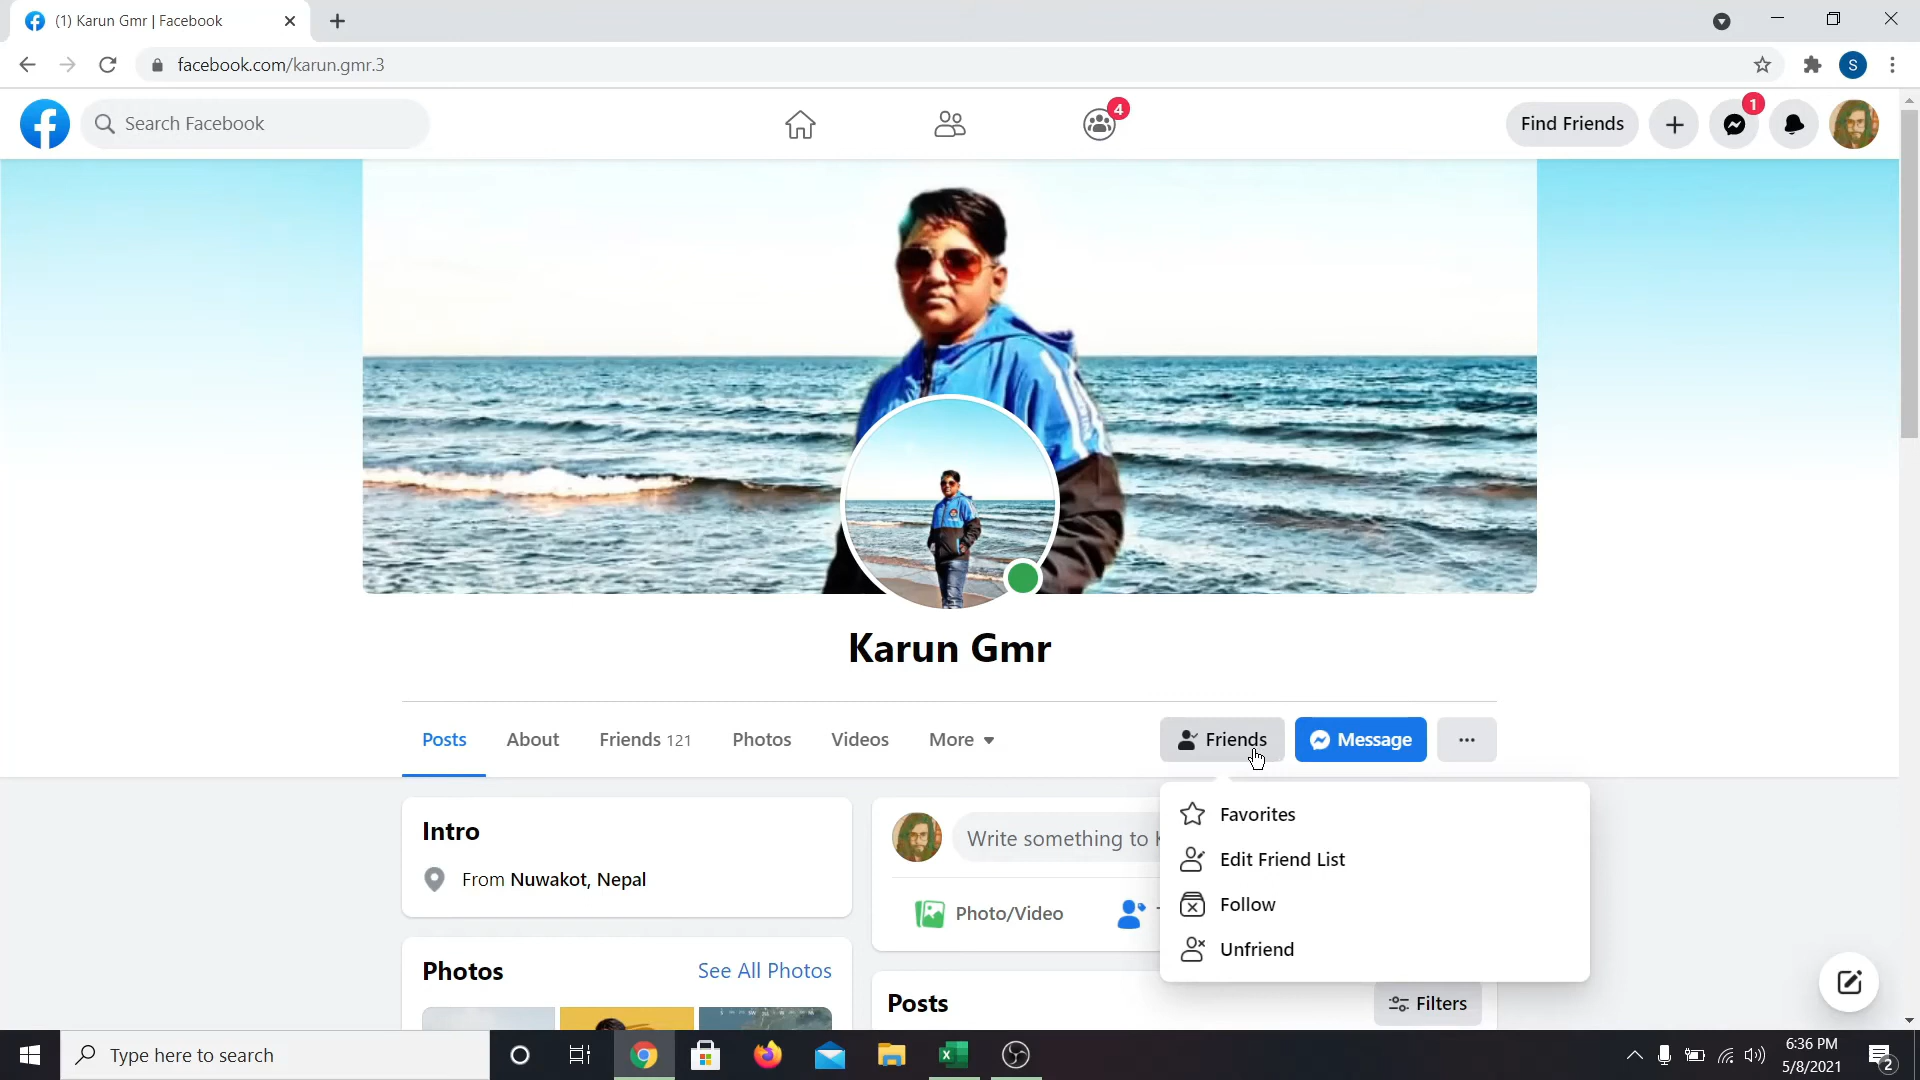 (1) Karun Gmr | Facebook
facebook.com/karun.gmr.3
S
Search Facebook
4
Find Friends
1
Karun Gmr
Posts
About
Friends 121
Photos
Videos
More
Friends
Message
Intro
From Nuwakot, Nepal
Photos
See All Photos
Write something to
Photo/Video
Favorites
Edit Friend List
Follow
Unfriend
Posts
Filters
Type here to search
6:36 PM
5/8/2021
2